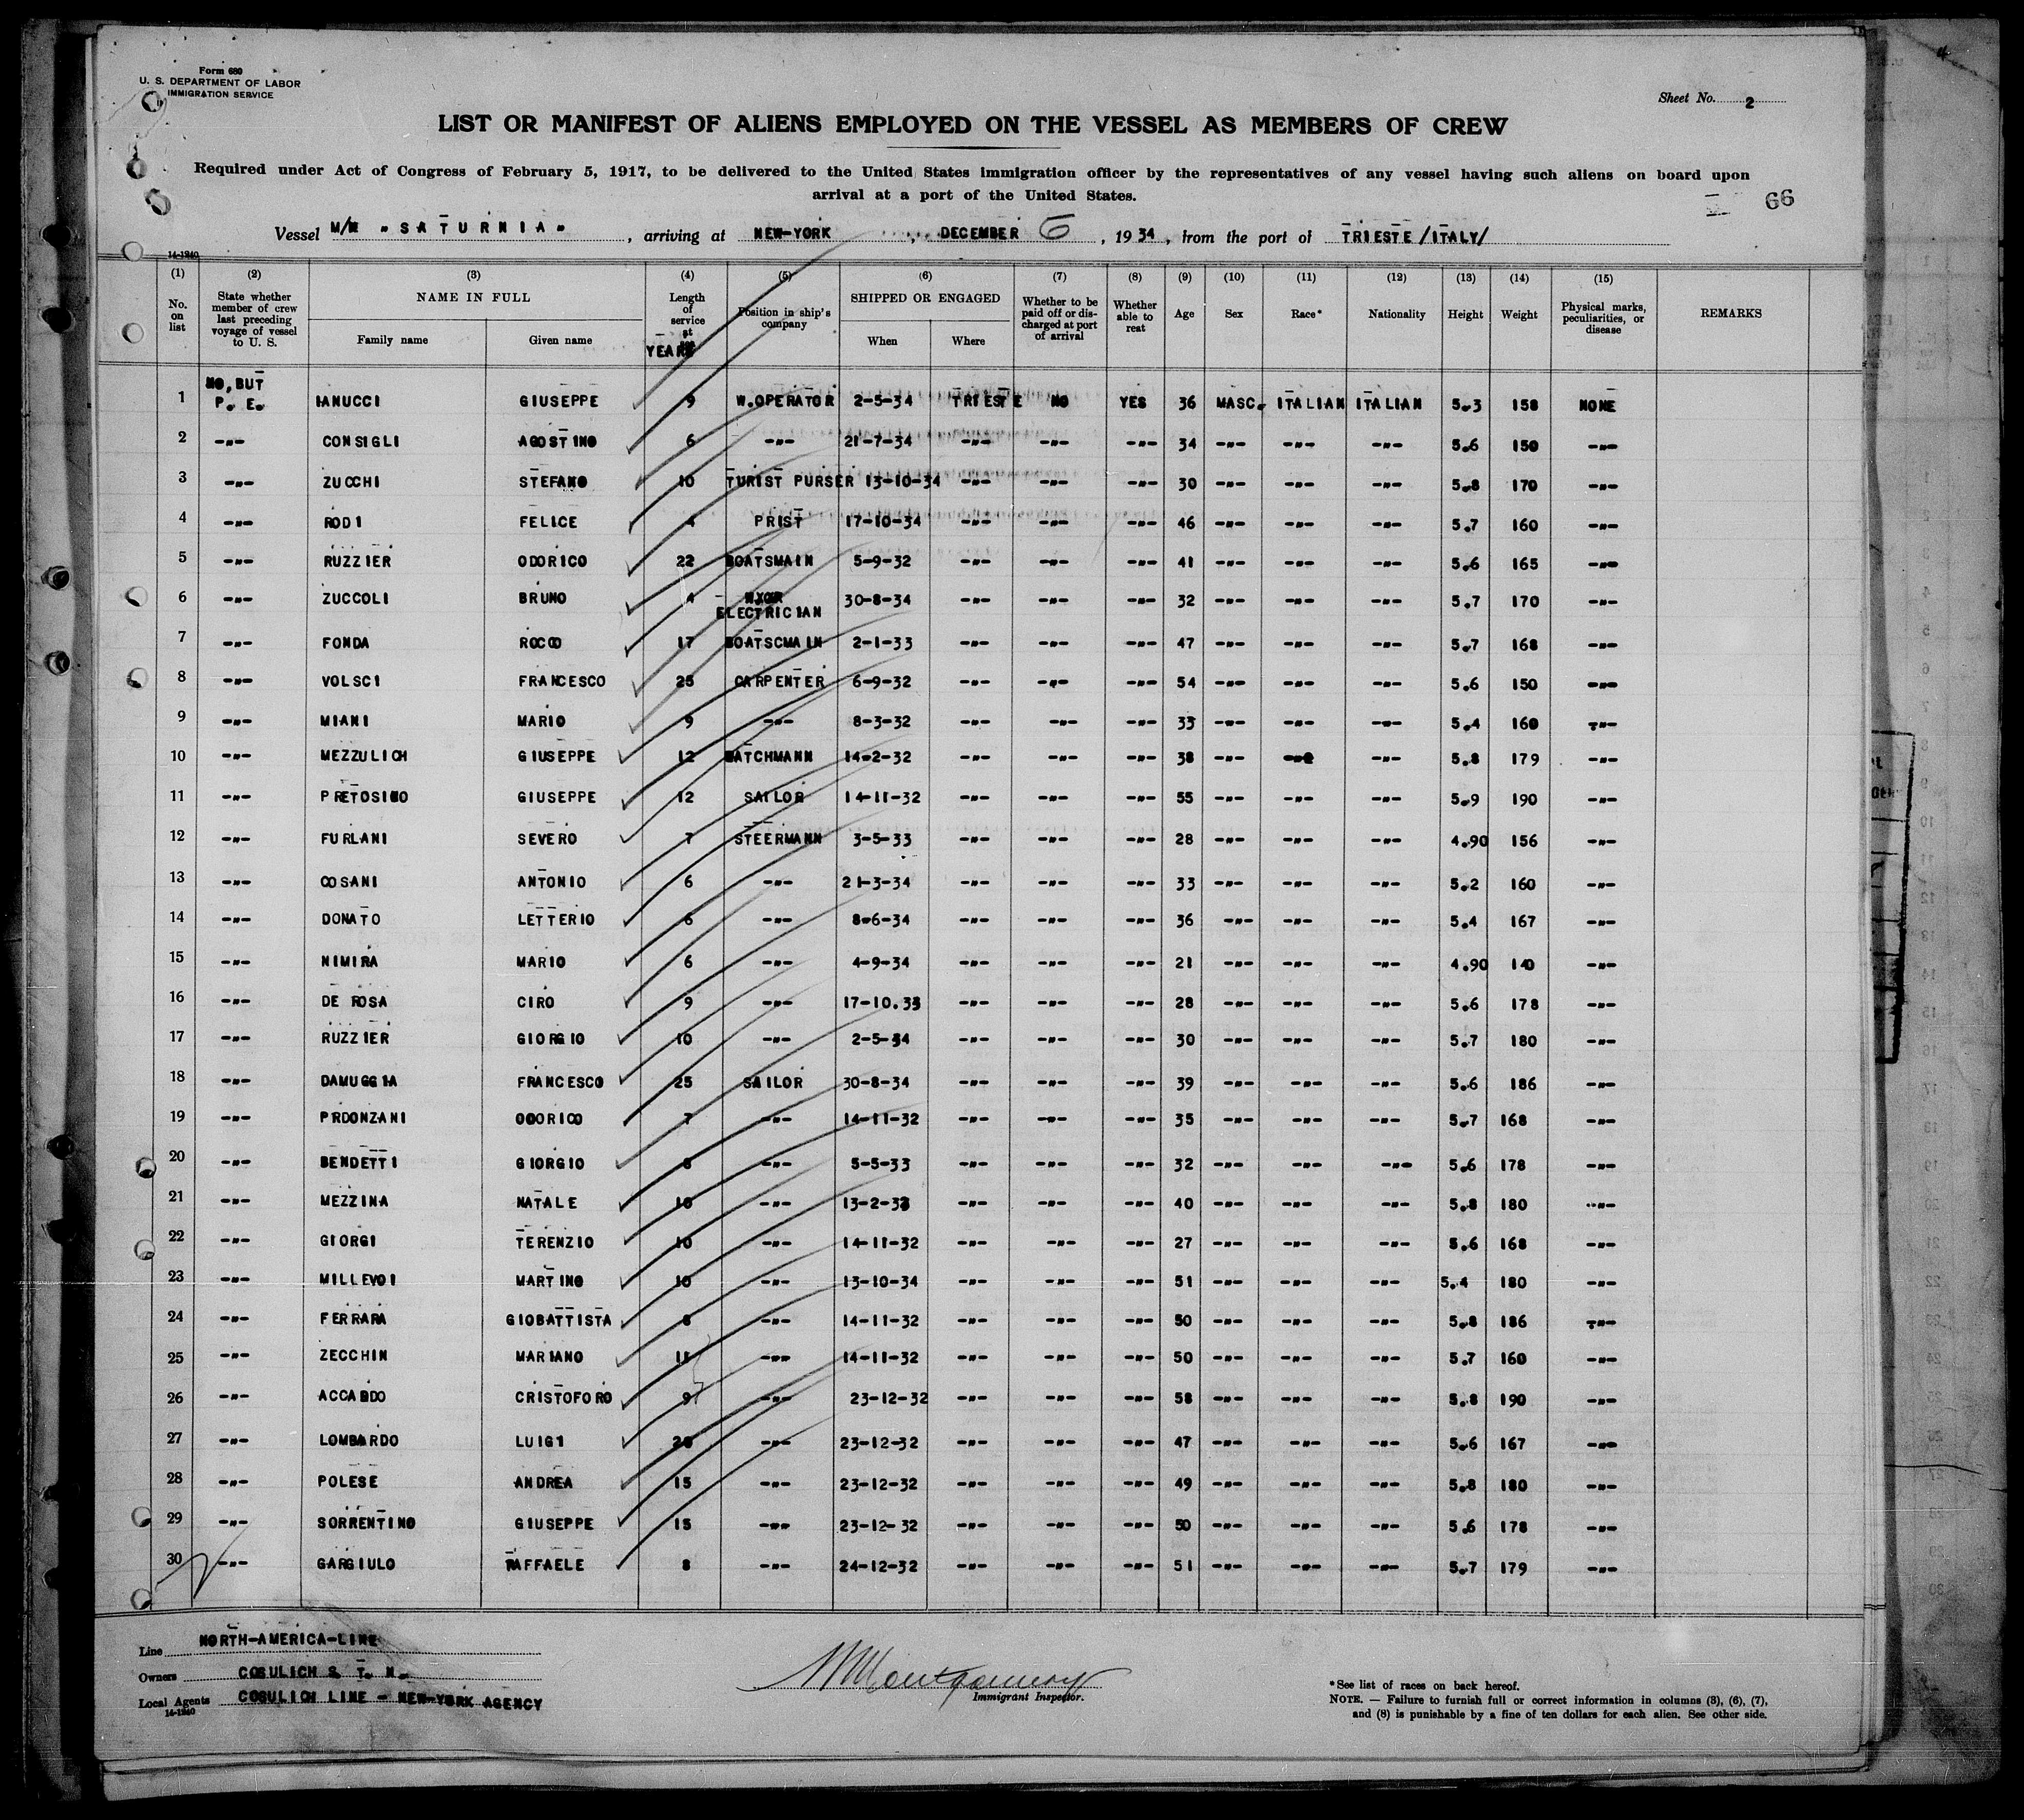 Form 680
U. S. DEPARTMENT OF LABOR
IMMIGRATION SERVICE
Sheet No. 2
LIST OR MANIFEST OF ALIENS EMPLOYED ON THE VESSEL AS MEMBERS OF CREW
Required under Act of Congress of February 5, 1917, to be delivered to the United States immigration officer by the representatives of any vessel having such aliens on board upon
arrival at a port of the United States.
66
Vessel M/N "SATURNIA", arriving at NEW-YORK, DECEMBER 6, 1934, from the port of TRIESTE /ITALY/
14-1240
(1) (2) (3) (4) (5) (6) (7) (8) (9) (10) (11) (12) (13) (14) (15)
No. on list | State whether member of crew last preceding voyage of vessel to U. S. | NAME IN FULL Family name Given name | Length of service at YEARS | Position in ship's company | SHIPPED OR ENGAGED When Where | Whether to be paid off or discharged at port of arrival | Whether able to read | Age | Sex | Race* | Nationality | Height | Weight | Physical marks, peculiarities, or disease | REMARKS
1 NO, BUT P. E. IANUCCI GIUSEPPE 9 W.OPERATOR 2-5-34 TRIESTE NO YES 36 MASC. ITALIAN ITALIAN 5.3 158 NONE
2 -"- CONSIGLI AGOSTINO 6 -"- 21-7-34 -"- -"- -"- 34 -"- -"- -"- 5.6 150 -"-
3 -"- ZUCCHI STEFANO 10 TURIST PURSER 13-10-34 -"- -"- -"- 30 -"- -"- -"- 5.8 170 -"-
4 -"- RODI FELICE 4 PRIST 17-10-34 -"- -"- -"- 46 -"- -"- -"- 5.7 160 -"-
5 -"- RUZZIER ODORICO 22 BOATSMAIN 5-9-32 -"- -"- -"- 41 -"- -"- -"- 5.6 165 -"-
6 -"- ZUCCOLI BRUNO 4 ELECTRICIAN 30-8-34 -"- -"- -"- 32 -"- -"- -"- 5.7 170 -"-
7 -"- FONDA ROCCO 17 BOATSCMAIN 2-1-33 -"- -"- -"- 47 -"- -"- -"- 5.7 168 -"-
8 -"- VOLSCI FRANCESCO 25 CARPENTER 6-9-32 -"- -"- -"- 54 -"- -"- -"- 5.6 150 -"-
9 -"- MIANI MARIO 9 -"- 8-3-32 -"- -"- -"- 33 -"- -"- -"- 5.4 160 -"-
10 -"- MEZZULICH GIUSEPPE 12 WATCHMANN 14-2-32 -"- -"- -"- 38 -"- -"- -"- 5.8 179 -"-
11 -"- PRETOSINO GIUSEPPE 12 SAILOR 14-11-32 -"- -"- -"- 55 -"- -"- -"- 5.9 190 -"-
12 -"- FURLANI SEVERO 7 STEERMANN 3-5-33 -"- -"- -"- 28 -"- -"- -"- 4.90 156 -"-
13 -"- COSANI ANTONIO 6 -"- 21-3-34 -"- -"- -"- 33 -"- -"- -"- 5.2 160 -"-
14 -"- DONATO LETTERIO 6 -"- 8-6-34 -"- -"- -"- 36 -"- -"- -"- 5.4 167 -"-
15 -"- NIMIRA MARIO 6 -"- 4-9-34 -"- -"- -"- 21 -"- -"- -"- 4.90 140 -"-
16 -"- DE ROSA CIRO 9 -"- 17-10.33 -"- -"- -"- 28 -"- -"- -"- 5.6 178 -"-
17 -"- RUZZIER GIORGIO 10 -"- 2-5-34 -"- -"- -"- 30 -"- -"- -"- 5.7 180 -"-
18 -"- DAMUGGIA FRANCESCO 25 SAILOR 30-8-34 -"- -"- -"- 39 -"- -"- -"- 5.6 186 -"-
19 -"- PRDONZANI ODORICO 7 -"- 14-11-32 -"- -"- -"- 35 -"- -"- -"- 5.7 168 -"-
20 -"- BENDETTI GIORGIO -"- 5-5-33 -"- -"- -"- 32 -"- -"- -"- 5.6 178 -"-
21 -"- MEZZINA NATALE 10 -"- 13-2-33 -"- -"- -"- 40 -"- -"- -"- 5.8 180 -"-
22 -"- GIORGI TERENZIO 10 -"- 14-11-32 -"- -"- -"- 27 -"- -"- -"- 5.6 168 -"-
23 -"- MILLEVOI MARTINO 10 -"- 13-10-34 -"- -"- -"- 51 -"- -"- -"- 5.4 180 -"-
24 -"- FERRARA GIOBATTISTA -"- 14-11-32 -"- -"- -"- 50 -"- -"- -"- 5.8 186 -"-
25 -"- ZECCHIN MARIANO -"- 14-11-32 -"- -"- -"- 50 -"- -"- -"- 5.7 160 -"-
26 -"- ACCARDO CRISTOFORO 9 -"- 23-12-32 -"- -"- -"- 58 -"- -"- -"- 5.8 190 -"-
27 -"- LOMBARDO LUIGI -"- 23-12-32 -"- -"- -"- 47 -"- -"- -"- 5.6 167 -"-
28 -"- POLESE ANDREA 15 -"- 23-12-32 -"- -"- -"- 49 -"- -"- -"- 5.8 180 -"-
29 -"- SORRENTINO GIUSEPPE 15 -"- 23-12-32 -"- -"- -"- 50 -"- -"- -"- 5.6 178 -"-
30 -"- GARGIULO RAFFAELE 8 -"- 24-12-32 -"- -"- -"- 51 -"- -"- -"- 5.7 179 -"-
Line NORTH-AMERICA-LINE
Owners COSULICH S. T. N.
Local Agents COSULICH LINE - NEW-YORK AGENCY
14-1240
Montgomery
Immigrant Inspector.
*See list of races on back hereof.
NOTE. — Failure to furnish full or correct information in columns (3), (6), (7),
and (8) is punishable by a fine of ten dollars for each alien. See other side.